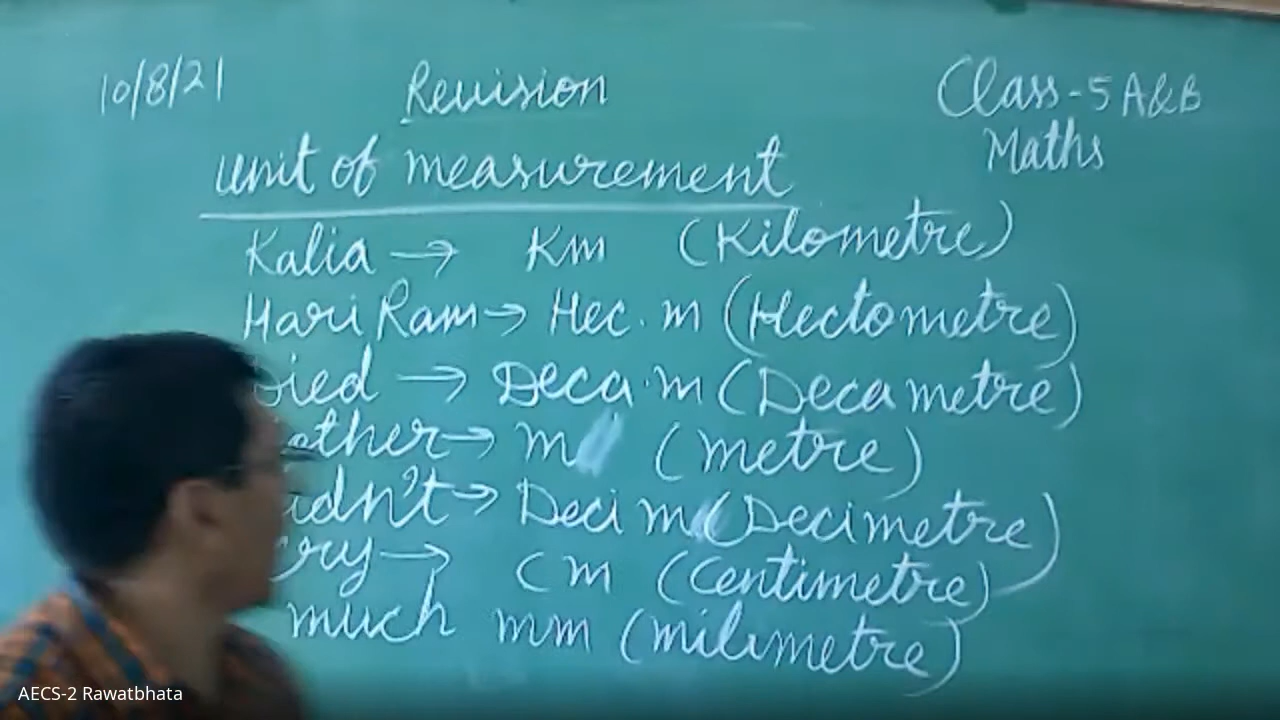 10/8/21 Revision Class-5 A&B
Maths
unit of measurement
Kalia → Km (Kilometre)
Hari Ram → Hec. m (Hectometre)
→ Deca.m (Decametre)
→ m (metre)
→ Deci m (Decimetre)
cry → cm (Centimetre)
much mm (milimetre)
AECS-2 Rawatbhata